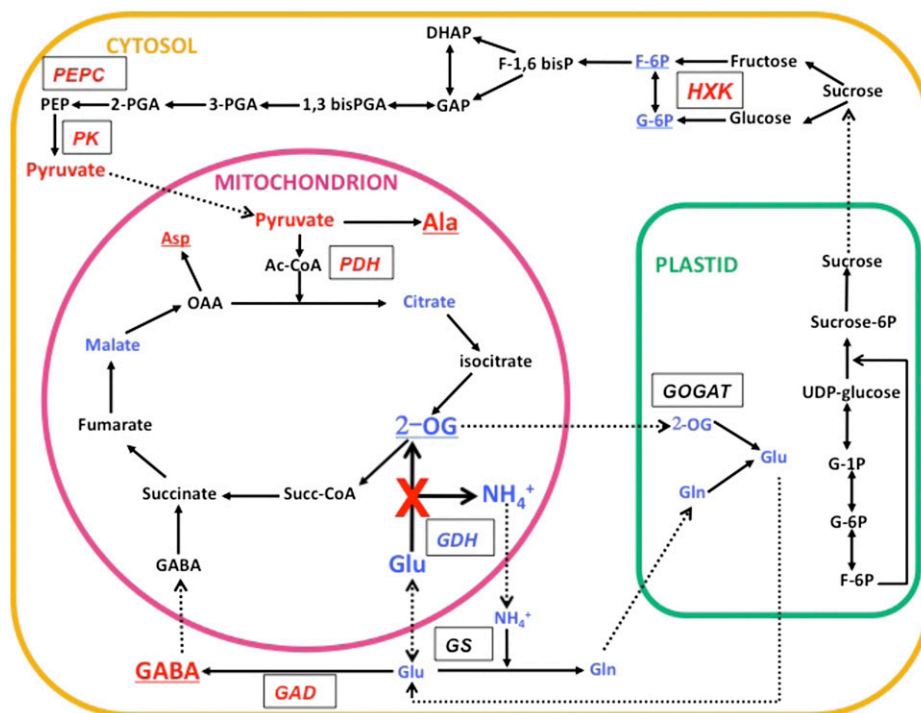 CYTOSOL
DHAP
PEPC
F-1,6 bisP
F-6P
Fructose
HXK
Sucrose
PEP
2-PGA
3-PGA
1,3 bisPGA
GAP
G-6P
Glucose
PK
Pyruvate
MITOCHONDRION
Pyruvate
Ala
Asp
Ac-CoA
PDH
PLASTID
Sucrose
OAA
Citrate
Sucrose-6P
Malate
isocitrate
GOGAT
UDP-glucose
Fumarate
2-OG
2-OG
Glu
G-1P
Succinate
Succ-CoA
X
NH₄⁺
Gln
GDH
G-6P
GABA
Glu
F-6P
NH₄⁺
GS
GABA
Glu
Gln
GAD